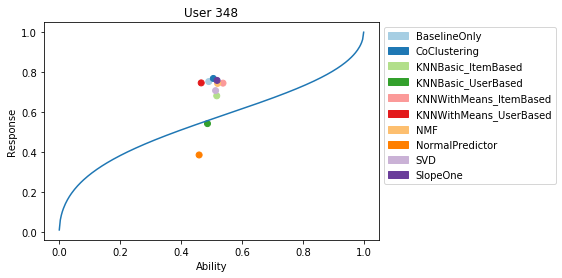 User 348
1.0
0.8
0.6
0.4
0.2
0.0
Response
0.0 0.2 0.4 0.6 0.8 1.0
Ability
BaselineOnly
CoClustering
KNNBasic_ItemBased
KNNBasic_UserBased
KNNWithMeans_ItemBased
KNNWithMeans_UserBased
NMF
NormalPredictor
SVD
SlopeOne